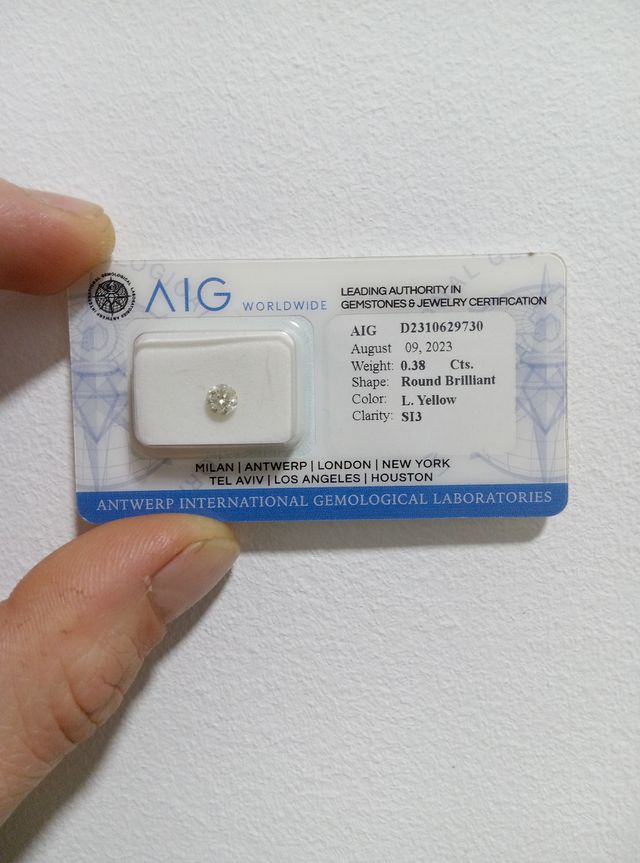 AIG WORLDWIDE
LEADING AUTHORITY IN
GEMSTONES & JEWELRY CERTIFICATION
AIG D2310629730
August 09, 2023
Weight: 0.38 Cts.
Shape: Round Brilliant
Color: L. Yellow
Clarity: SI3
MILAN | ANTWERP | LONDON | NEW YORK
TEL AVIV | LOS ANGELES | HOUSTON
ANTWERP INTERNATIONAL GEMOLOGICAL LABORATORIES